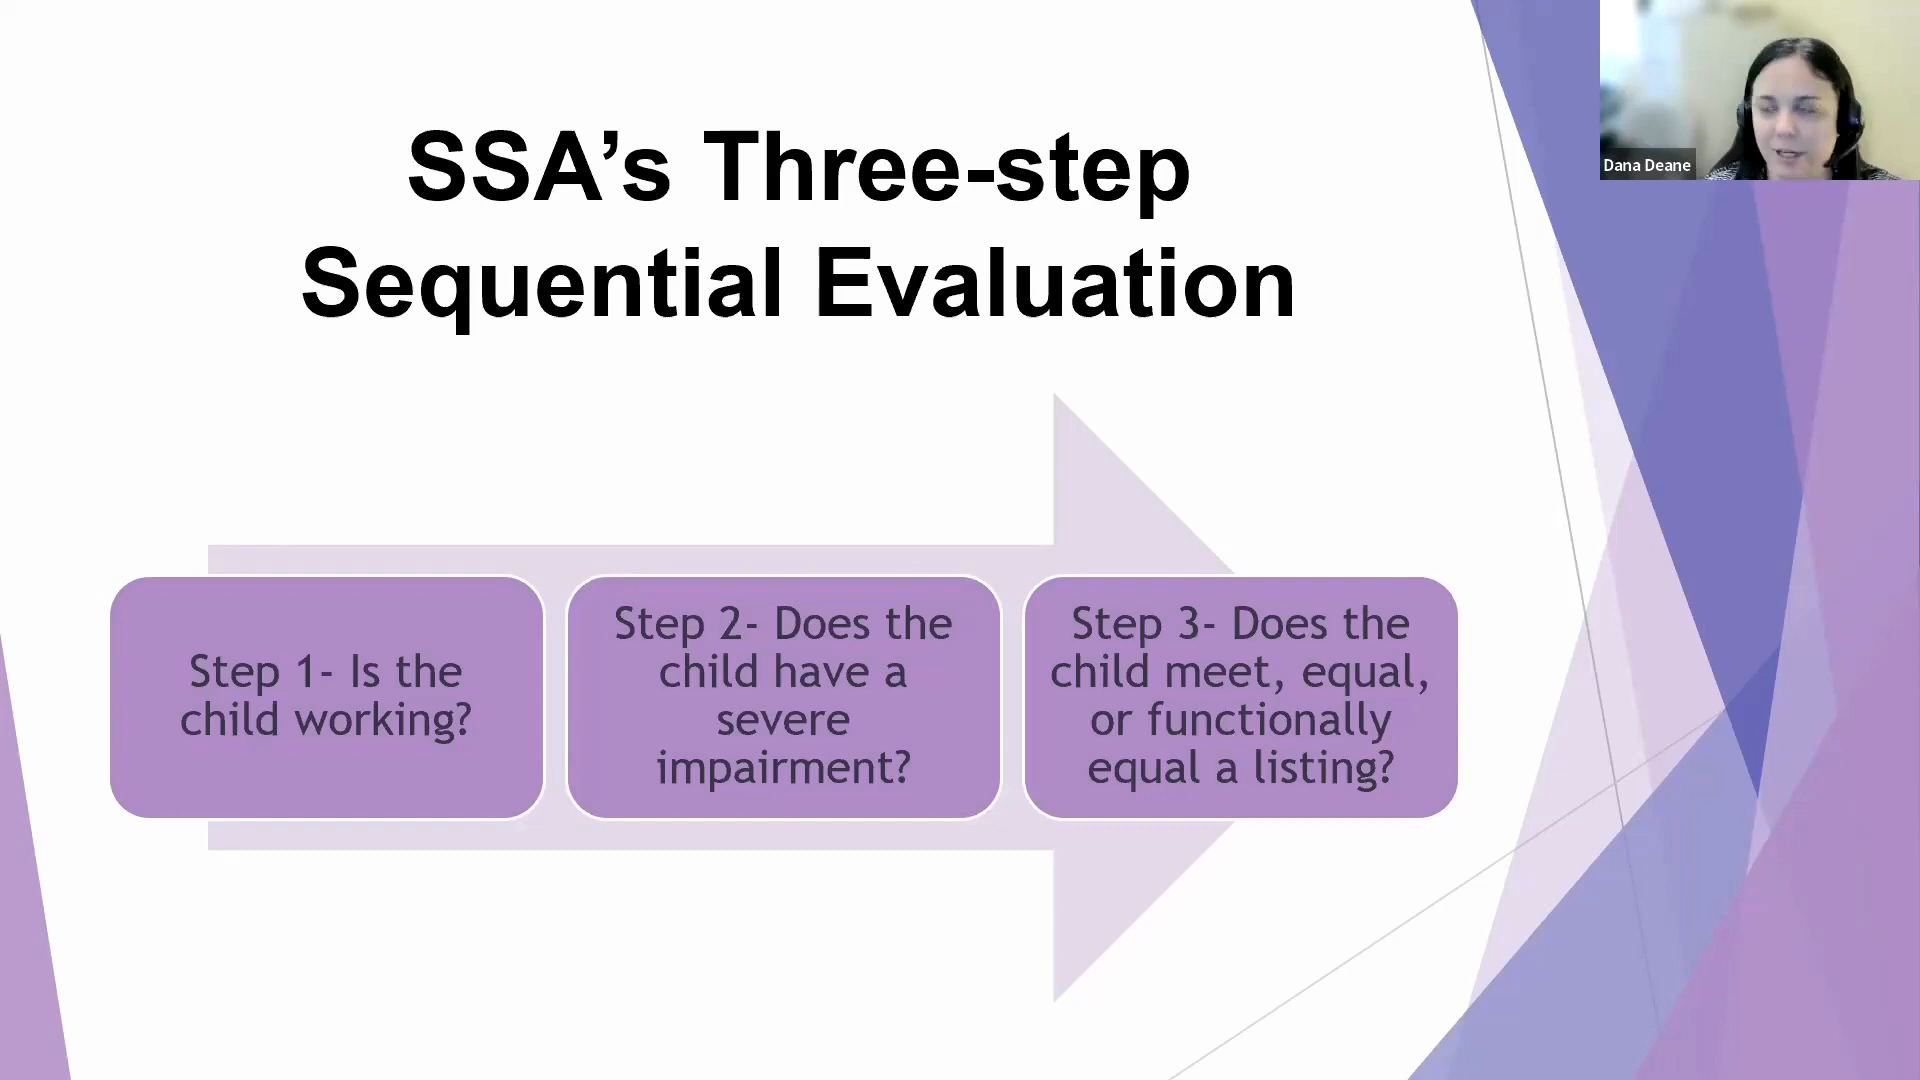 SSA’s Three-step
Sequential Evaluation
Step 1- Is the
child working?
Step 2- Does the
child have a
severe
impairment?
Step 3- Does the
child meet, equal,
or functionally
equal a listing?
Dana Deane